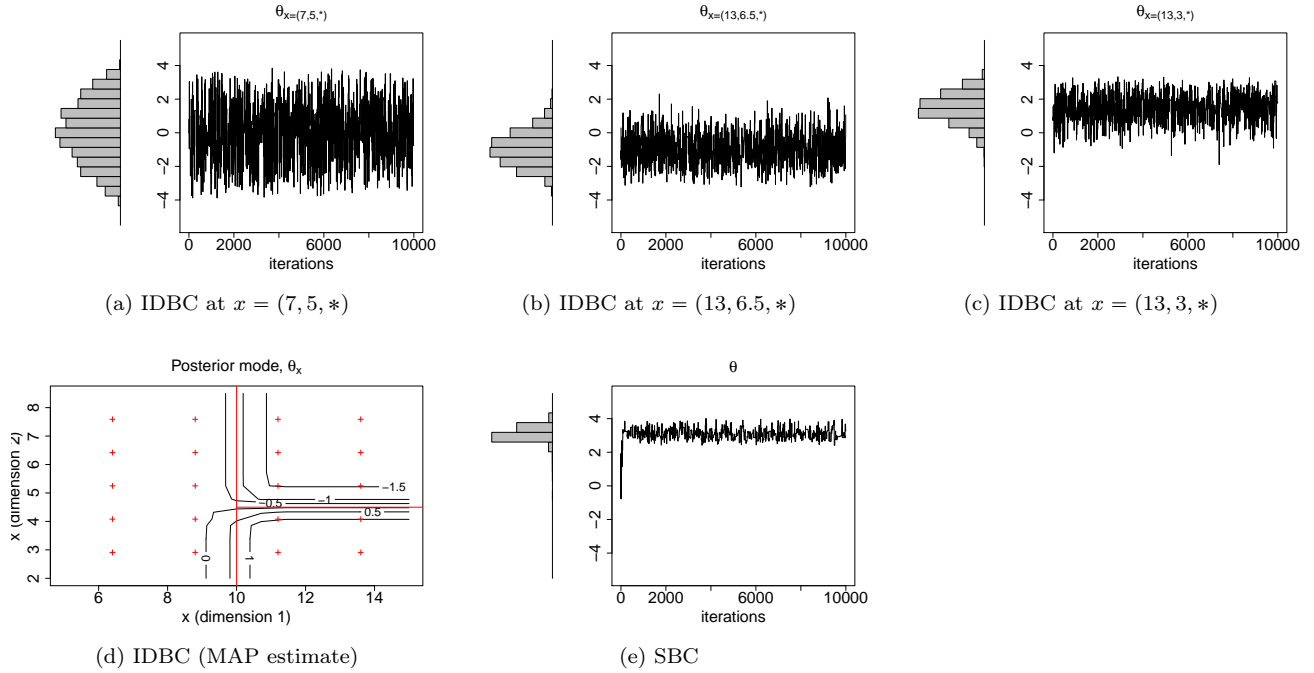 θx=(7,5,*)
−4 −2 0 2 4
0 2000 6000 10000
iterations
(a) IDBC at x = (7, 5, ∗)
θx=(13,6.5,*)
−4 −2 0 2 4
0 2000 6000 10000
iterations
(b) IDBC at x = (13, 6.5, ∗)
θx=(13,3,*)
−4 −2 0 2 4
0 2000 6000 10000
iterations
(c) IDBC at x = (13, 3, ∗)
Posterior mode, θx
x (dimension 2)
2 3 4 5 6 7 8
−1.5
−1
−0.5
0.5
0
1
6 8 10 12 14
x (dimension 1)
(d) IDBC (MAP estimate)
θ
−4 −2 0 2 4
0 2000 6000 10000
iterations
(e) SBC